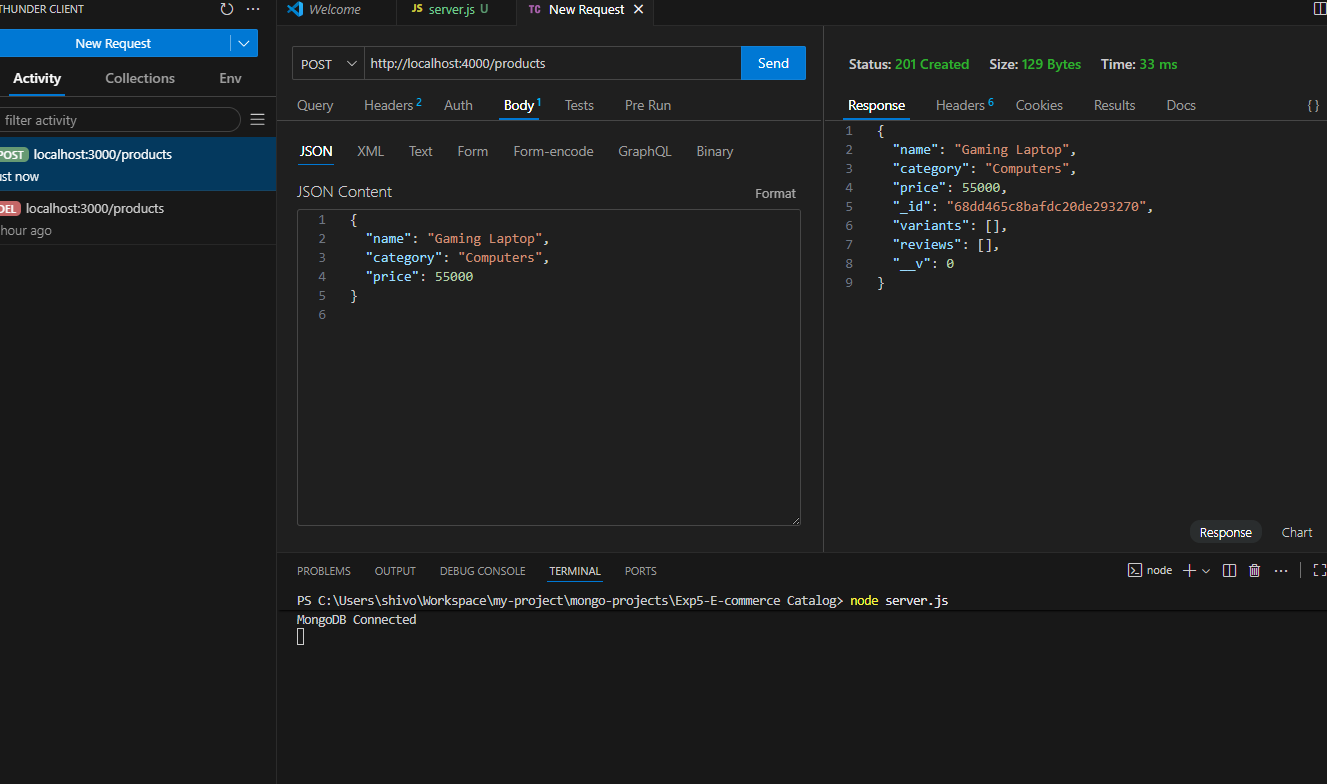 THUNDER CLIENT
New Request
Activity Collections Env
filter activity
POST localhost:3000/products
just now
DEL localhost:3000/products
hour ago
Welcome JS server.js U TC New Request
POST http://localhost:4000/products Send
Query Headers 2 Auth Body 1 Tests Pre Run
JSON XML Text Form Form-encode GraphQL Binary
JSON Content Format
1 {
2 "name": "Gaming Laptop",
3 "category": "Computers",
4 "price": 55000
5 }
6
Status: 201 Created Size: 129 Bytes Time: 33 ms
Response Headers 6 Cookies Results Docs {}
1 {
2 "name": "Gaming Laptop",
3 "category": "Computers",
4 "price": 55000,
5 "_id": "68dd465c8bafdc20de293270",
6 "variants": [],
7 "reviews": [],
8 "__v": 0
9 }
Response Chart
PROBLEMS OUTPUT DEBUG CONSOLE TERMINAL PORTS
node
PS C:\Users\shivo\Workspace\my-project\mongo-projects\Exp5-E-commerce Catalog> node server.js
MongoDB Connected